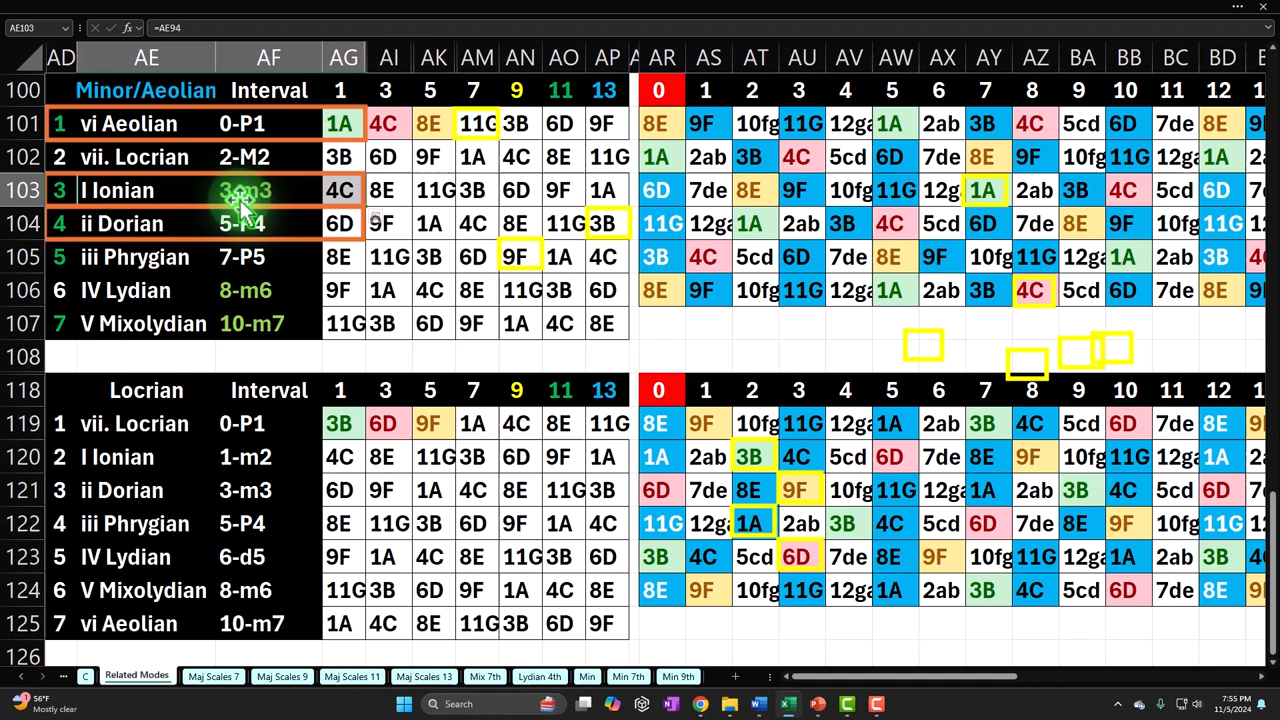 AE103 fx =AE94
AD AE AF AG AI AK AM AN AO AP A AR AS AT AU AV AW AX AY AZ BA BB BC BD
100 Minor/Aeolian Interval 1 3 5 7 9 11 13 0 1 2 3 4 5 6 7 8 9 10 11 12
101 1 vi Aeolian 0-P1 1A 4C 8E 11G 3B 6D 9F 8E 9F 10fg 11G 12ga 1A 2ab 3B 4C 5cd 6D 7de 8E 9F
102 2 vii. Locrian 2-M2 3B 6D 9F 1A 4C 8E 11G 1A 2ab 3B 4C 5cd 6D 7de 8E 9F 10fg 11G 12ga 1A 2a
103 3 I Ionian 3-m3 4C 8E 11G 3B 6D 9F 1A 6D 7de 8E 9F 10fg 11G 12ga 1A 2ab 3B 4C 5cd 6D 7d
104 4 ii Dorian 5-P4 6D 9F 1A 4C 8E 11G 3B 11G 12ga 1A 2ab 3B 4C 5cd 6D 7de 8E 9F 10fg 11G 12
105 5 iii Phrygian 7-P5 8E 11G 3B 6D 9F 1A 4C 3B 4C 5cd 6D 7de 8E 9F 10fg 11G 12ga 1A 2ab 3B 4C
106 6 IV Lydian 8-m6 9F 1A 4C 8E 11G 3B 6D 8E 9F 10fg 11G 12ga 1A 2ab 3B 4C 5cd 6D 7de 8E 9F
107 7 V Mixolydian 10-m7 11G 3B 6D 9F 1A 4C 8E
108
118 Locrian Interval 1 3 5 7 9 11 13 0 1 2 3 4 5 6 7 8 9 10 11 12
119 1 vii. Locrian 0-P1 3B 6D 9F 1A 4C 8E 11G 8E 9F 10fg 11G 12ga 1A 2ab 3B 4C 5cd 6D 7de 8E 9F
120 2 I Ionian 1-m2 4C 8E 11G 3B 6D 9F 1A 1A 2ab 3B 4C 5cd 6D 7de 8E 9F 10fg 11G 12ga 1A 2a
121 3 ii Dorian 3-m3 6D 9F 1A 4C 8E 11G 3B 6D 7de 8E 9F 10fg 11G 12ga 1A 2ab 3B 4C 5cd 6D 7d
122 4 iii Phrygian 5-P4 8E 11G 3B 6D 9F 1A 4C 11G 12ga 1A 2ab 3B 4C 5cd 6D 7de 8E 9F 10fg 11G 12
123 5 IV Lydian 6-d5 9F 1A 4C 8E 11G 3B 6D 3B 4C 5cd 6D 7de 8E 9F 10fg 11G 12ga 1A 2ab 3B 4C
124 6 V Mixolydian 8-m6 11G 3B 6D 9F 1A 4C 8E 8E 9F 10fg 11G 12ga 1A 2ab 3B 4C 5cd 6D 7de 8E 9F
125 7 vi Aeolian 10-m7 1A 4C 8E 11G 3B 6D 9F
126
C Related Modes Maj Scales 7 Maj Scales 9 Maj Scales 11 Maj Scales 13 Mix 7th Lydian 4th Min Min 7th Min 9th
56°F
Mostly clear
Search
7:55 PM
11/5/2024